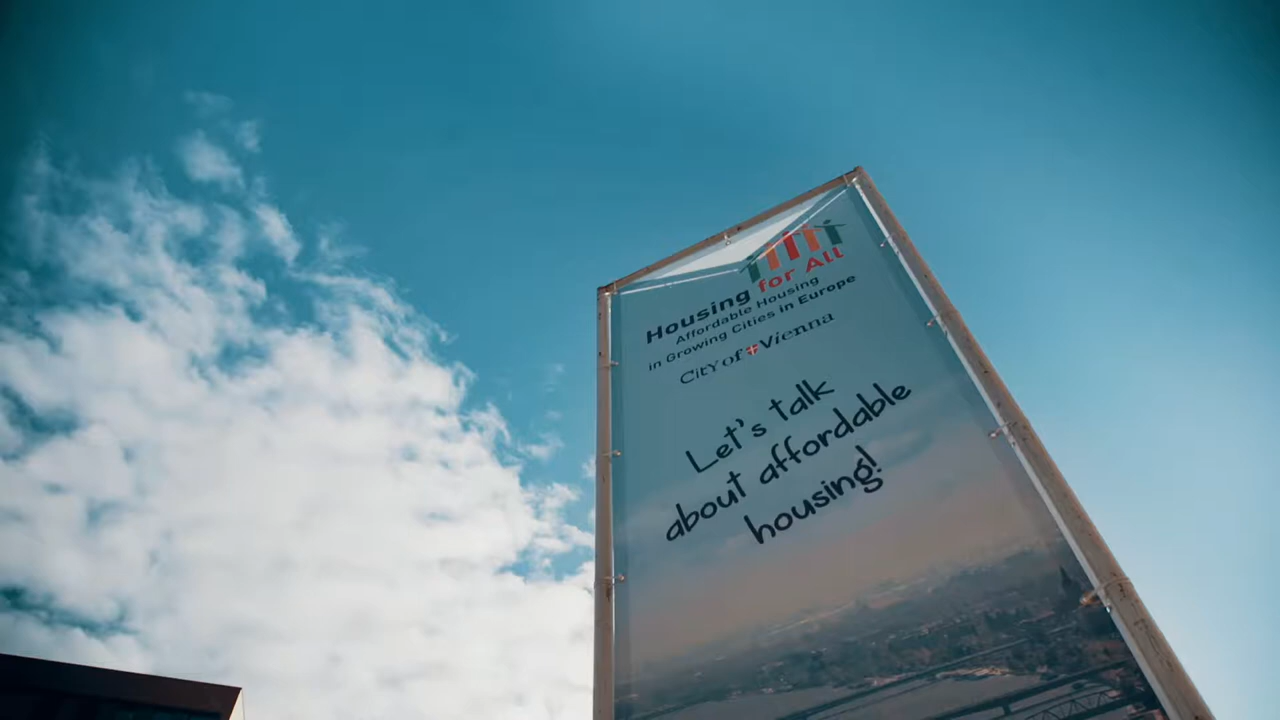 Housing for All
Affordable Housing
in Growing Cities in Europe
City of Vienna
Let's talk
about affordable
housing!